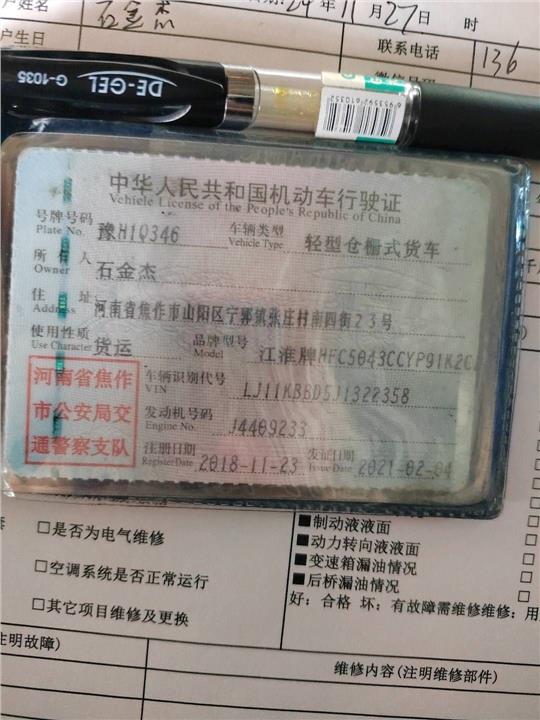 户姓名 石金杰
24年11月27日 时
户生日
联系电话 136
DE-GEL
G-1035
6953392610352
中华人民共和国机动车行驶证
Vehicle License of the People's Republic of China
号牌号码 豫H1Q346 车辆类型 轻型仓栅式货车
Plate No. Vehicle Type
所有人 石金杰
Owner
住址 河南省焦作市山阳区宁郭镇张庄村南四街23号
Address
使用性质 货运 品牌型号 江淮牌HFC5043CCYP91K2C
Use Character Model
河南省焦作
市公安局交
通警察支队
车辆识别代号 LJ11KBBD5J1322358
VIN
发动机号码 J4409233
Engine No.
注册日期 2018-11-23 发证日期 2021-02-04
Register Date Issue Date
□是否为电气维修
□空调系统是否正常运行
□其它项目维修及更换
■制动液液面
■动力转向液液面
■变速箱漏油情况
■后桥漏油情况
好:合格 坏:有故障需维修维修:用
注明故障)
维修内容(注明维修部件)